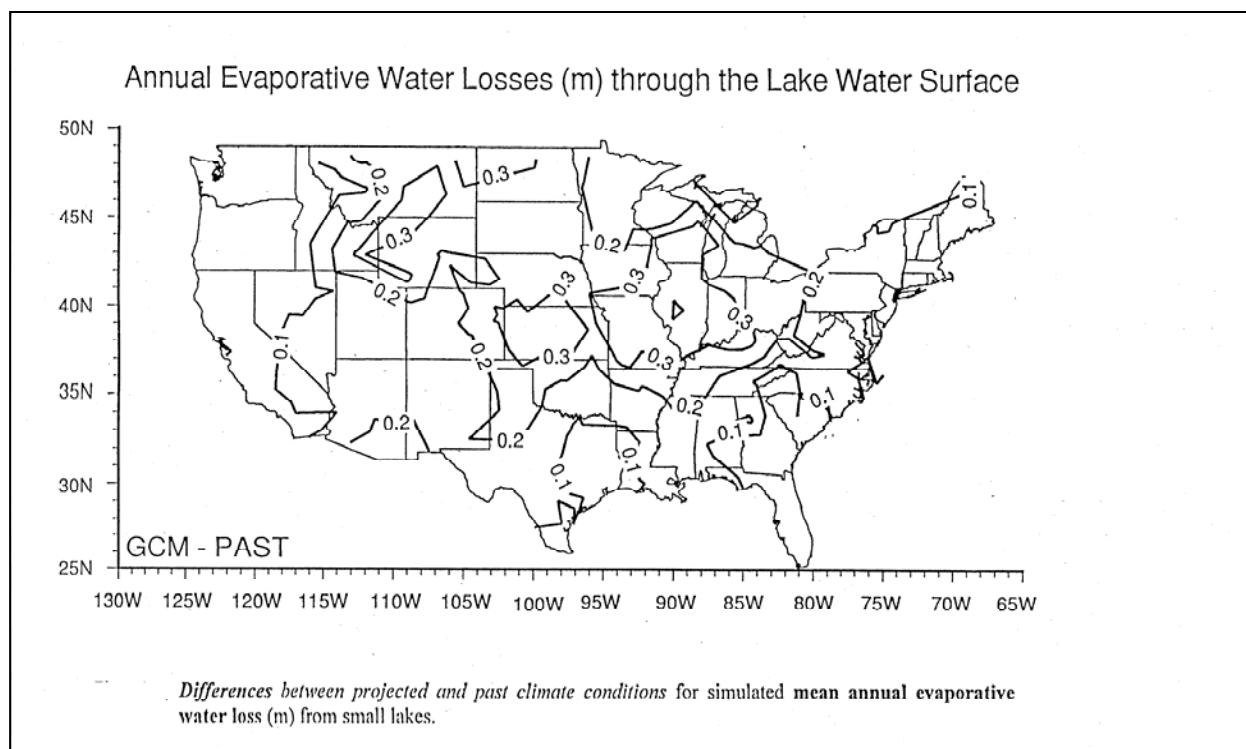 Annual Evaporative Water Losses (m) through the Lake Water Surface
50N
45N
40N
35N
30N
25N
0.2
0.3
0.3
0.2
0.1
0.2
0.3
0.2
0.3
0.3
0.2
0.3
0.3
0.2
0.1
0.2
0.2
0.2
0.1
0.1
0.1
0.1
GCM - PAST
130W 125W 120W 115W 110W 105W 100W 95W 90W 85W 80W 75W 70W 65W
Differences between projected and past climate conditions for simulated mean annual evaporative
water loss (m) from small lakes.